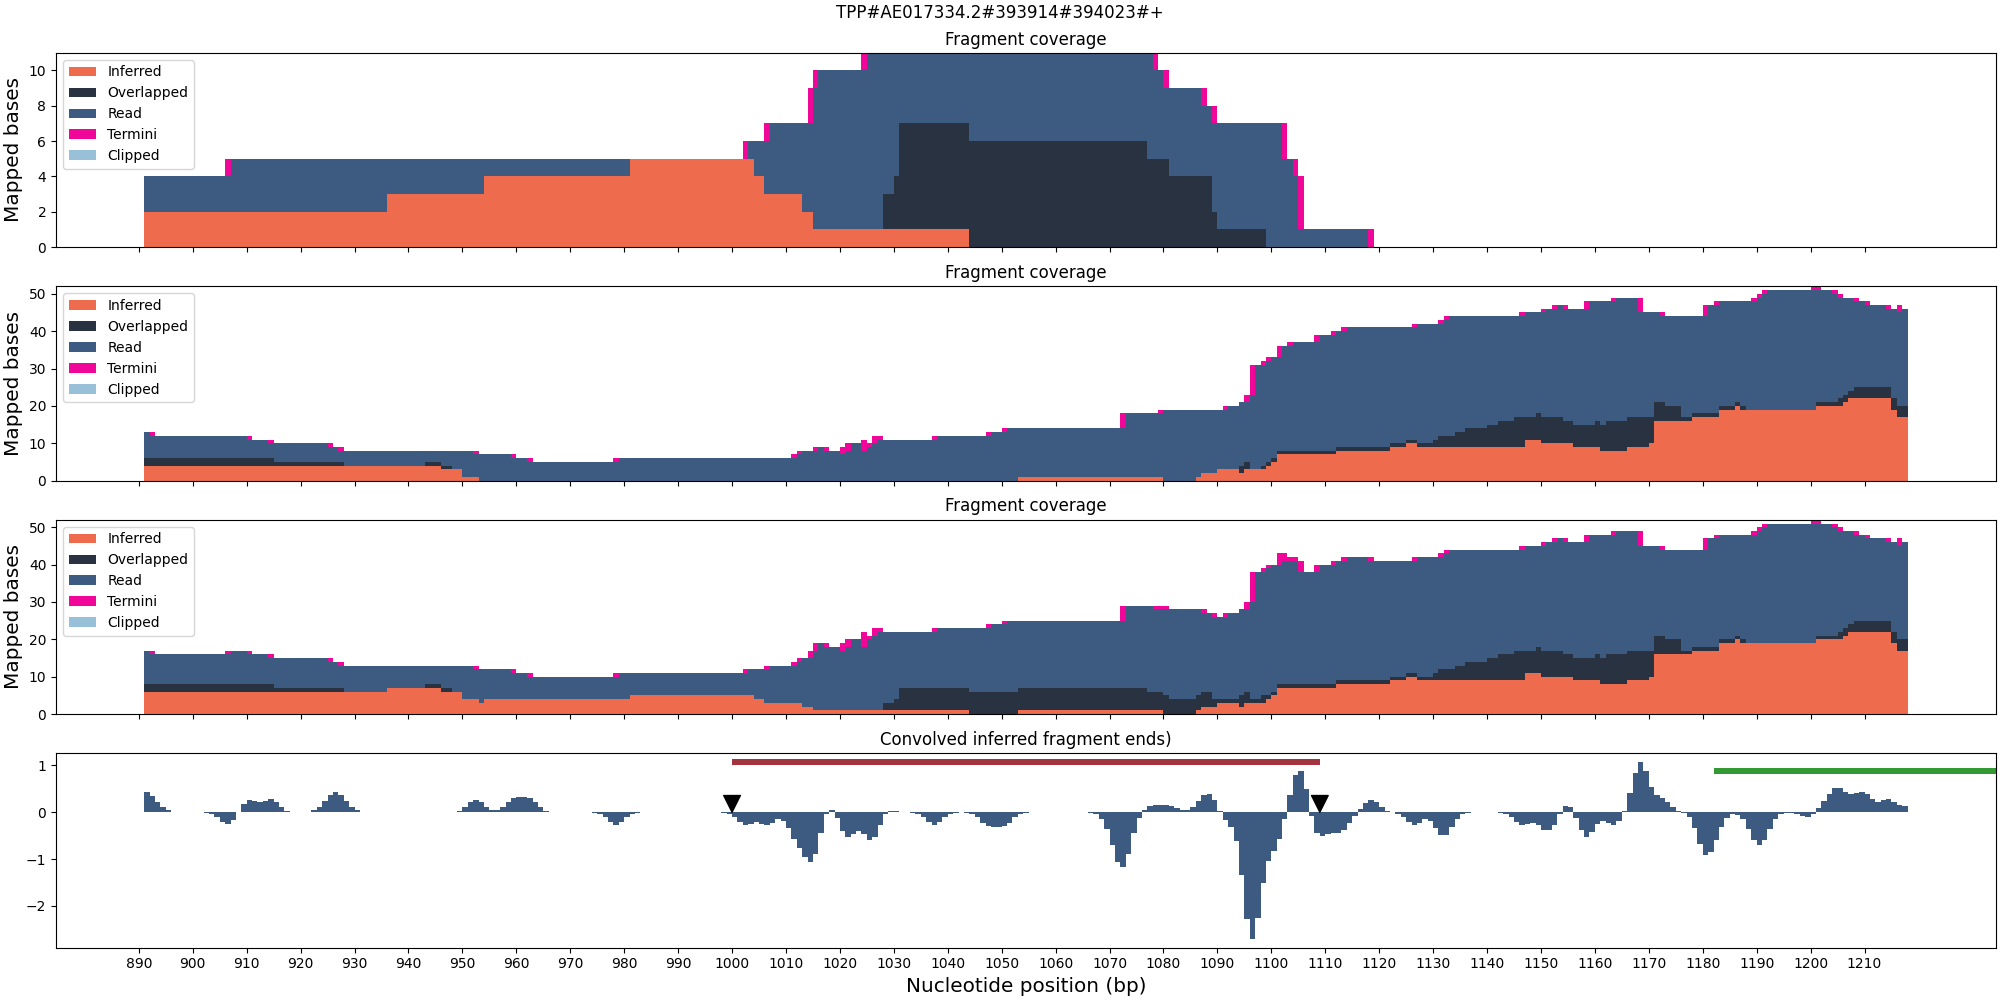 TPP#AE017334.2#393914#394023#+
Fragment coverage
Mapped bases
10
8
6
4
2
0
Inferred
Overlapped
Read
Termini
Clipped
Fragment coverage
Mapped bases
50
40
30
20
10
0
Inferred
Overlapped
Read
Termini
Clipped
Fragment coverage
Mapped bases
50
40
30
20
10
0
Inferred
Overlapped
Read
Termini
Clipped
Convolved inferred fragment ends)
1
0
−1
−2
890 900 910 920 930 940 950 960 970 980 990 1000 1010 1020 1030 1040 1050 1060 1070 1080 1090 1100 1110 1120 1130 1140 1150 1160 1170 1180 1190 1200 1210
Nucleotide position (bp)